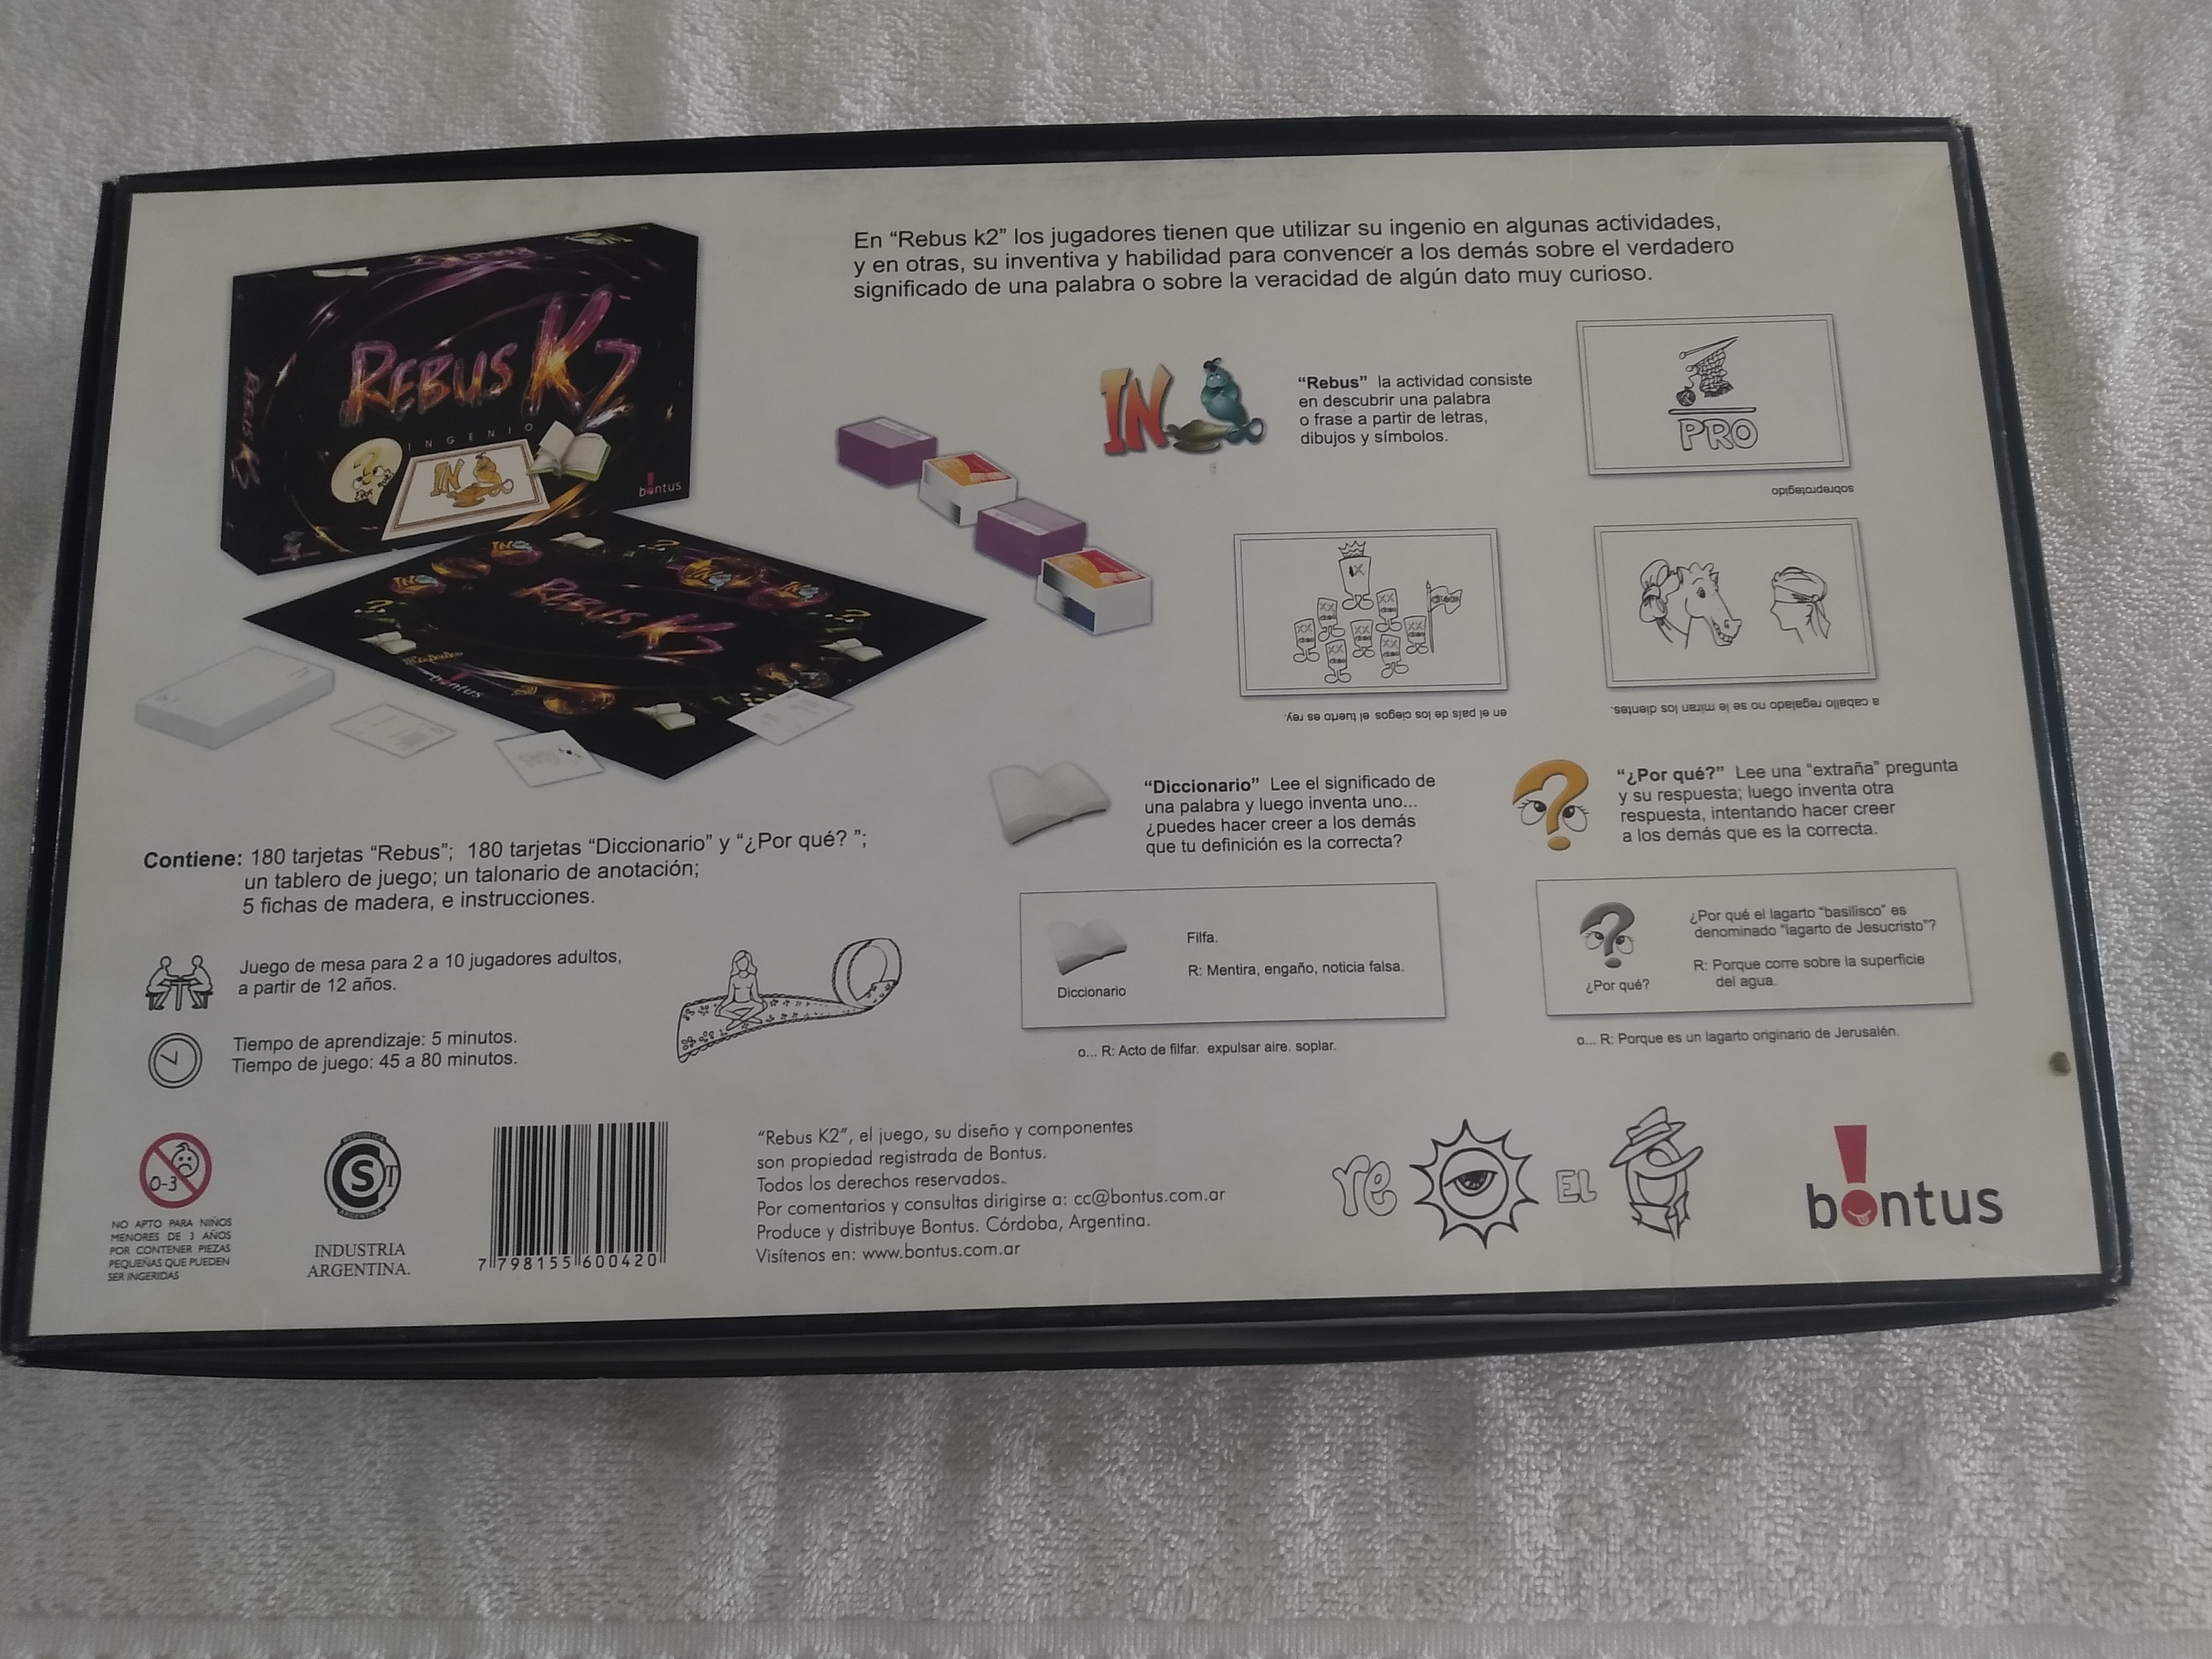 REBUS K2
INGENIO
bontus
REBUS K2
bontus
En “Rebus k2” los jugadores tienen que utilizar su ingenio en algunas actividades,
y en otras, su inventiva y habilidad para convencer a los demás sobre el verdadero
significado de una palabra o sobre la veracidad de algún dato muy curioso.
IN
“Rebus” la actividad consiste
en descubrir una palabra
o frase a partir de letras,
dibujos y símbolos.
PRO
sobreprotegido
en el país de los ciegos el tuerto es rey.
a caballo regalado no se le miran los dientes.
“Diccionario” Lee el significado de
una palabra y luego inventa uno...
¿puedes hacer creer a los demás
que tu definición es la correcta?
“¿Por qué?” Lee una “extraña” pregunta
y su respuesta; luego inventa otra
respuesta, intentando hacer creer
a los demás que es la correcta.
Filfa.
R: Mentira, engaño, noticia falsa.
Diccionario
o... R: Acto de filfar. expulsar aire. soplar.
¿Por qué el lagarto “basilisco” es
denominado “lagarto de Jesucristo”?
R: Porque corre sobre la superficie
del agua.
¿Por qué?
o... R: Porque es un lagarto originario de Jerusalén.
Contiene: 180 tarjetas “Rebus”; 180 tarjetas “Diccionario” y “¿Por qué? ”;
un tablero de juego; un talonario de anotación;
5 fichas de madera, e instrucciones.
Juego de mesa para 2 a 10 jugadores adultos,
a partir de 12 años.
Tiempo de aprendizaje: 5 minutos.
Tiempo de juego: 45 a 80 minutos.
0-3
NO APTO PARA NIÑOS
MENORES DE 3 AÑOS
POR CONTENER PIEZAS
PEQUEÑAS QUE PUEDEN
SER INGERIDAS
INDUSTRIA
ARGENTINA.
7 798155 600420
“Rebus K2”, el juego, su diseño y componentes
son propiedad registrada de Bontus.
Todos los derechos reservados.
Por comentarios y consultas dirigirse a: cc@bontus.com.ar
Produce y distribuye Bontus. Córdoba, Argentina.
Visítenos en: www.bontus.com.ar
re
EL
bontus